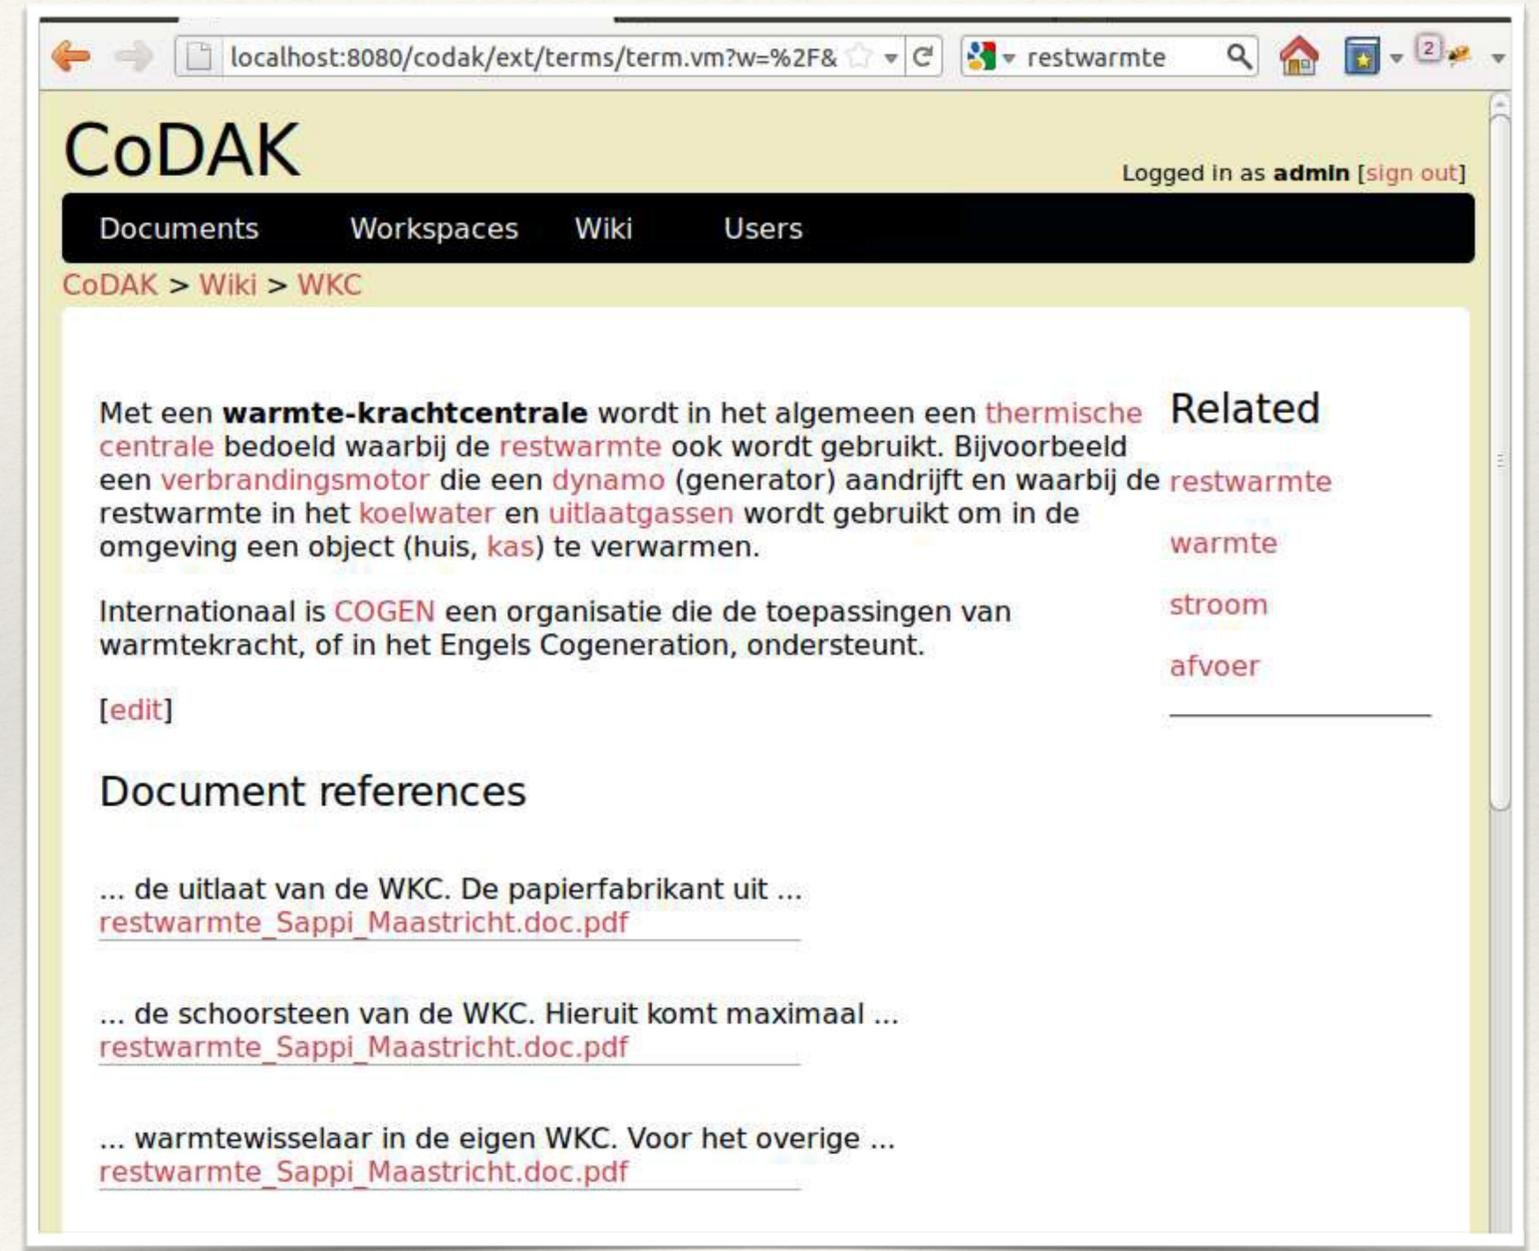 localhost:8080/codak/ext/terms/term.vm?w=%2F&
restwarmte
2
CoDAK
Logged in as admin [sign out]
Documents Workspaces Wiki Users
CoDAK > Wiki > WKC
Met een warmte-krachtcentrale wordt in het algemeen een thermische
centrale bedoeld waarbij de restwarmte ook wordt gebruikt. Bijvoorbeeld
een verbrandingsmotor die een dynamo (generator) aandrijft en waarbij de
restwarmte in het koelwater en uitlaatgassen wordt gebruikt om in de
omgeving een object (huis, kas) te verwarmen.
Internationaal is COGEN een organisatie die de toepassingen van
warmtekracht, of in het Engels Cogeneration, ondersteunt.
[edit]
Related
restwarmte
warmte
stroom
afvoer
Document references
... de uitlaat van de WKC. De papierfabrikant uit ...
restwarmte_Sappi_Maastricht.doc.pdf
... de schoorsteen van de WKC. Hieruit komt maximaal ...
restwarmte_Sappi_Maastricht.doc.pdf
... warmtewisselaar in de eigen WKC. Voor het overige ...
restwarmte_Sappi_Maastricht.doc.pdf